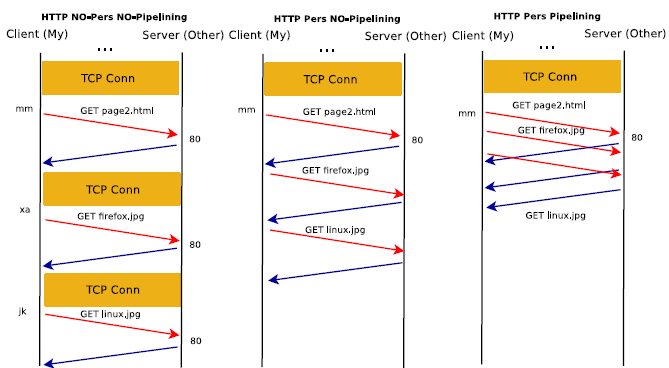 HTTP NO-Pers NO-Pipelining
Client (My)
Server (Other)
...
TCP Conn
mm
GET page2.html
80
TCP Conn
xa
GET firefox.jpg
80
TCP Conn
jk
GET linux.jpg
80
HTTP Pers NO-Pipelining
Client (My)
Server (Other)
...
TCP Conn
mm
GET page2.html
80
GET firefox.jpg
GET linux.jpg
HTTP Pers Pipelining
Client (My)
Server (Other)
...
TCP Conn
mm
GET page2.html
GET firefox.jpg
80
GET linux.jpg